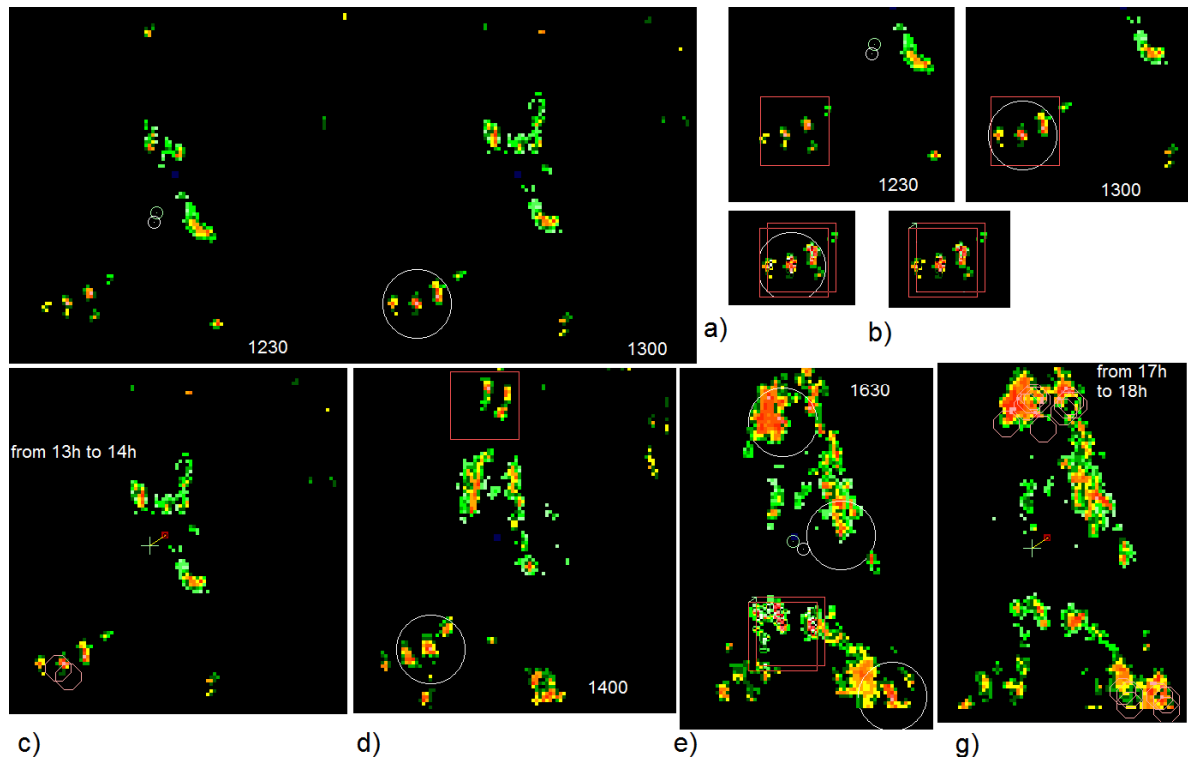 1230
1300
1230
1300
a)
b)
from 13h to 14h
1400
1630
from 17h
to 18h
c)
d)
e)
g)